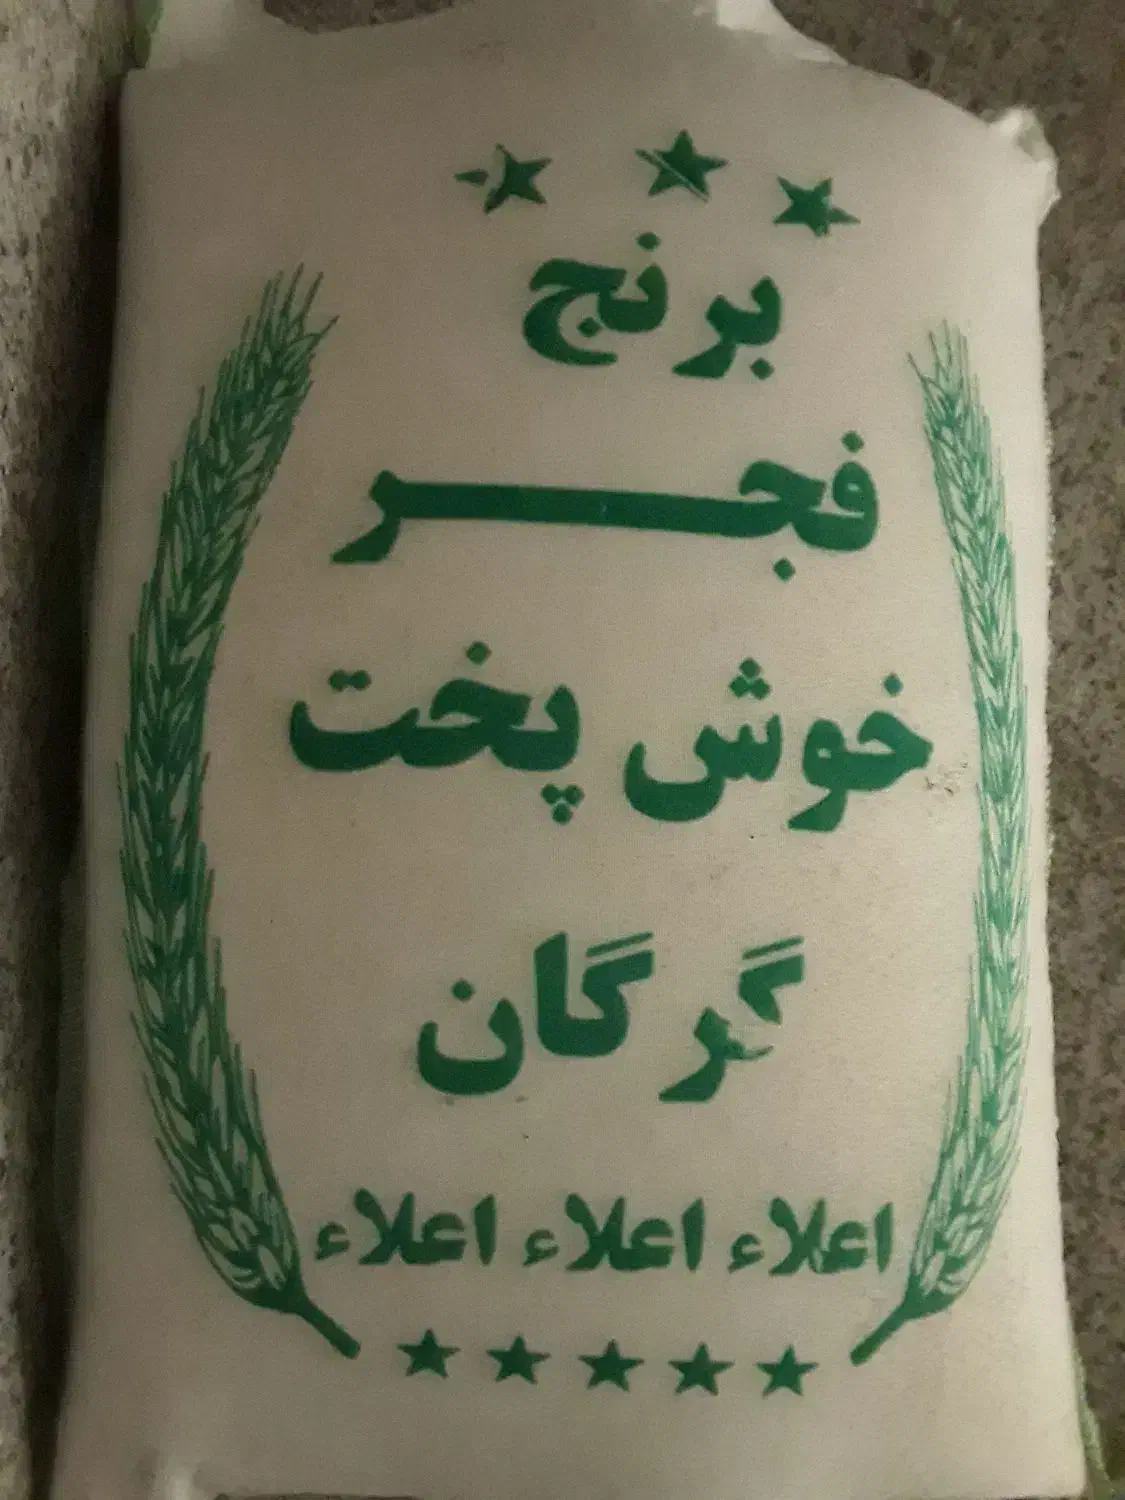 برنج
فجر
خوش پخت
گرگان
اعلاء اعلاء اعلاء